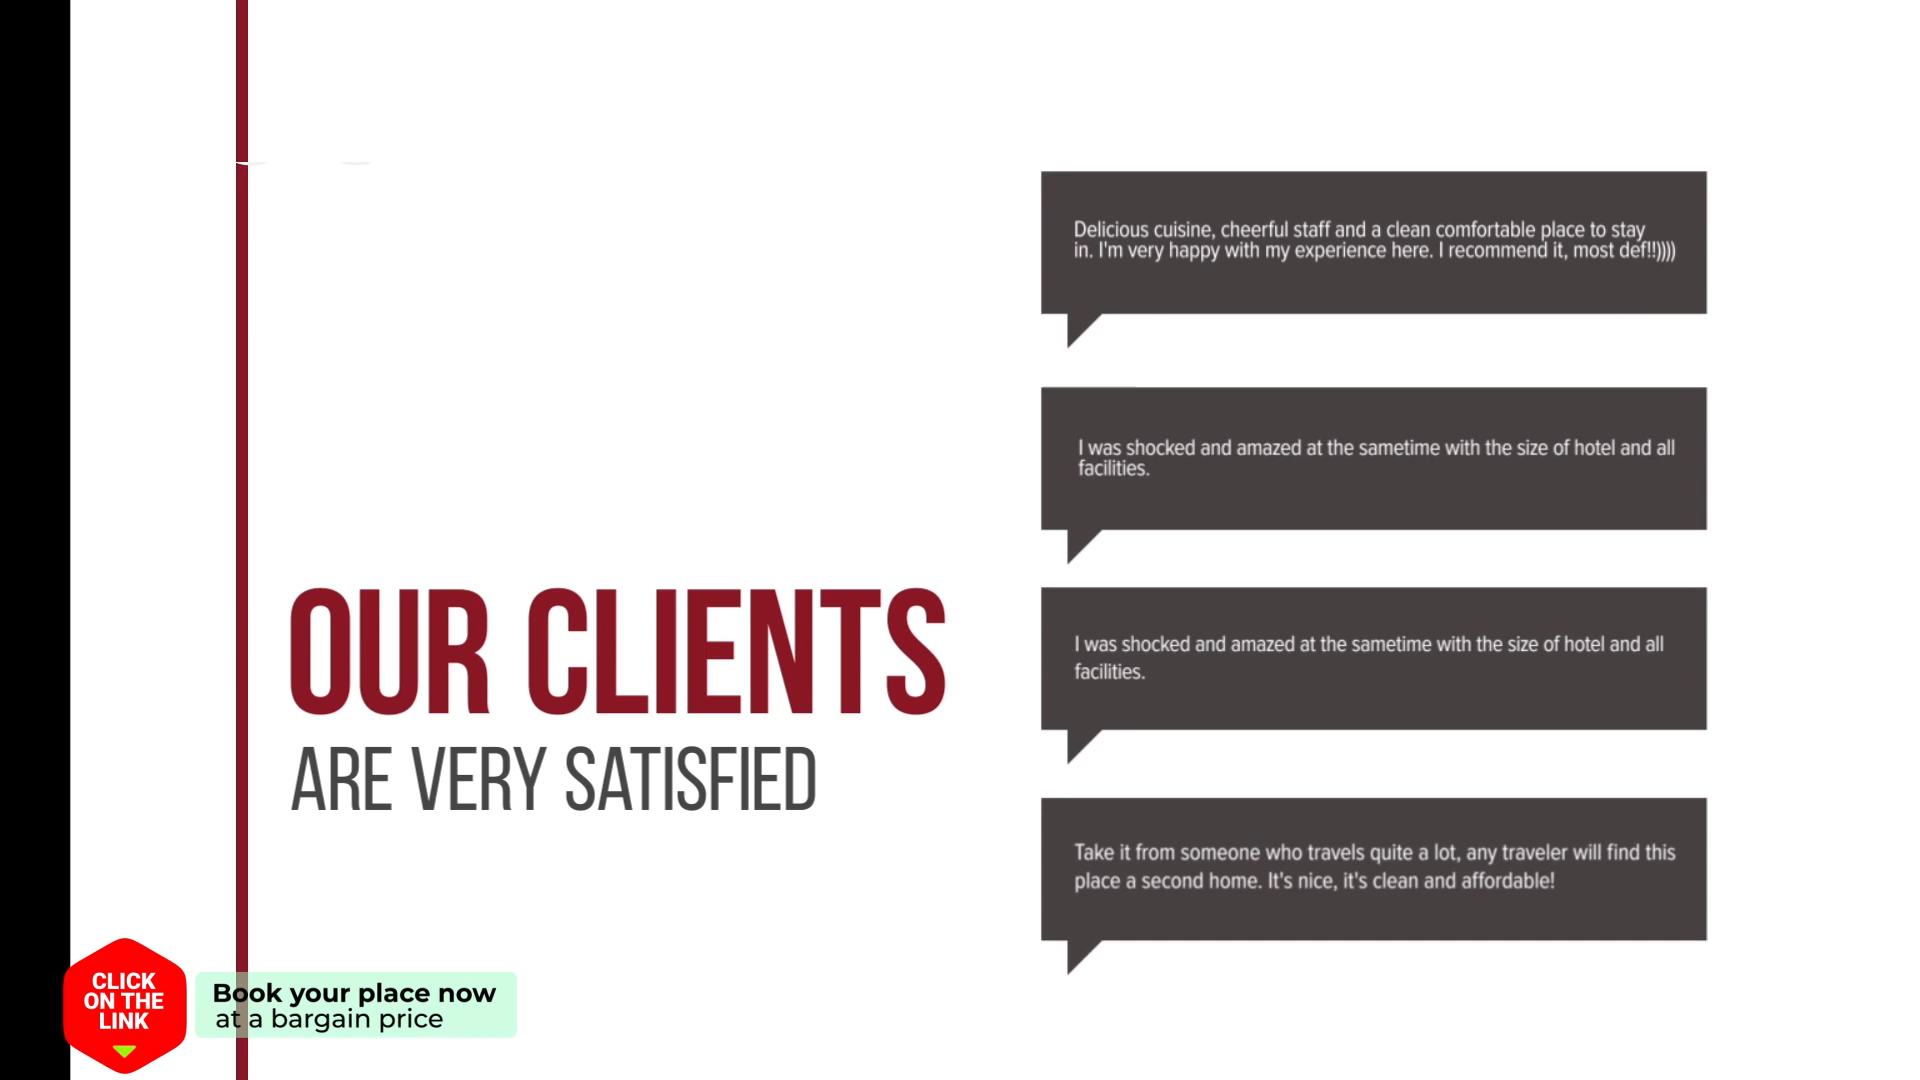 Delicious cuisine, cheerful staff and a clean comfortable place to stay
in. I'm very happy with my experience here. I recommend it, most def!!))))
I was shocked and amazed at the sametime with the size of hotel and all
facilities.
I was shocked and amazed at the sametime with the size of hotel and all
facilities.
Take it from someone who travels quite a lot, any traveler will find this
place a second home. It's nice, it's clean and affordable!
OUR CLIENTS
ARE VERY SATISFIED
CLICK
ON THE
LINK
Book your place now
at a bargain price